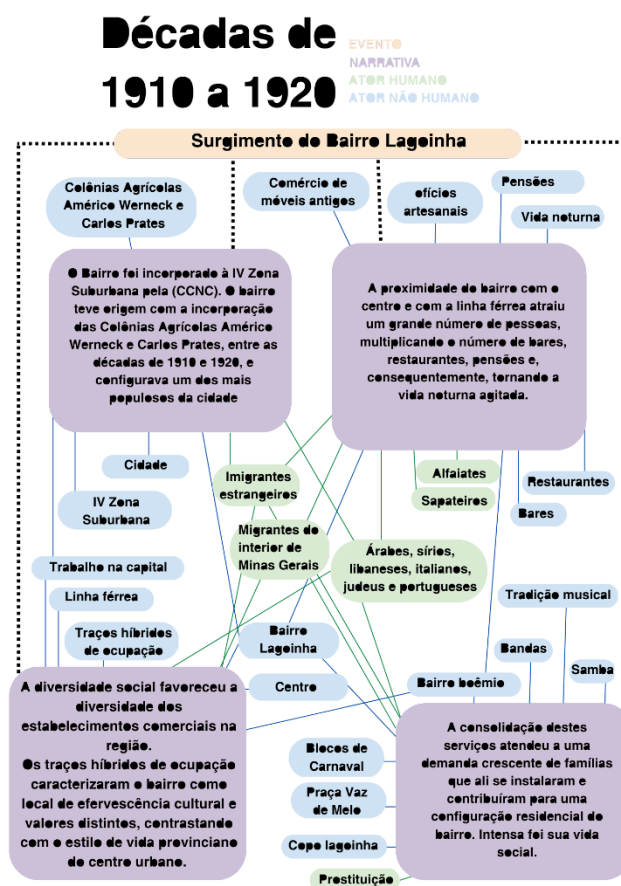 Décadas de
1910 a 1920
EVENTO
NARRATIVA
ATOR HUMANO
ATOR NÃO HUMANO
Surgimento do Bairro Lagoinha
Colônias Agrícolas
Américo Werneck e
Carlos Prates
Comércio de
móveis antigos
ofícios
artesanais
Pensões
Vida noturna
O Bairro foi incorporado à IV Zona
Suburbana pela (CCNC). O bairro
teve origem com a incorporação
das Colônias Agrícolas Américo
Werneck e Carlos Prates, entre as
décadas de 1910 e 1920, e
configurava um dos mais
populosos da cidade
A proximidade do bairro com o
centro e com a linha férrea atraiu
um grande número de pessoas,
multiplicando o número de bares,
restaurantes, pensões e,
consequentemente, tornando a
vida noturna agitada.
Cidade
IV Zona
Suburbana
Imigrantes
estrangeiros
Alfaiates
Sapateiros
Restaurantes
Bares
Migrantes do
interior de
Minas Gerais
Árabes, sírios,
libaneses, italianos,
judeus e portugueses
Trabalho na capital
Linha férrea
Traços híbridos
de ocupação
Bairro
Lagoinha
Centro
Tradição musical
Bandas
Samba
Bairro boêmio
A diversidade social favoreceu a
diversidade dos
estabelecimentos comerciais na
região.
Os traços híbridos de ocupação
caracterizaram o bairro como
local de efervescência cultural e
valores distintos, contrastando
com o estilo de vida provinciano
do centro urbano.
Blocos de
Carnaval
Praça Vaz
de Melo
Copo lagoinha
Prostituição
A consolidação destes
serviços atendeu a uma
demanda crescente de famílias
que ali se instalaram e
contribuíram para uma
configuração residencial do
bairro. Intensa foi sua vida
social.